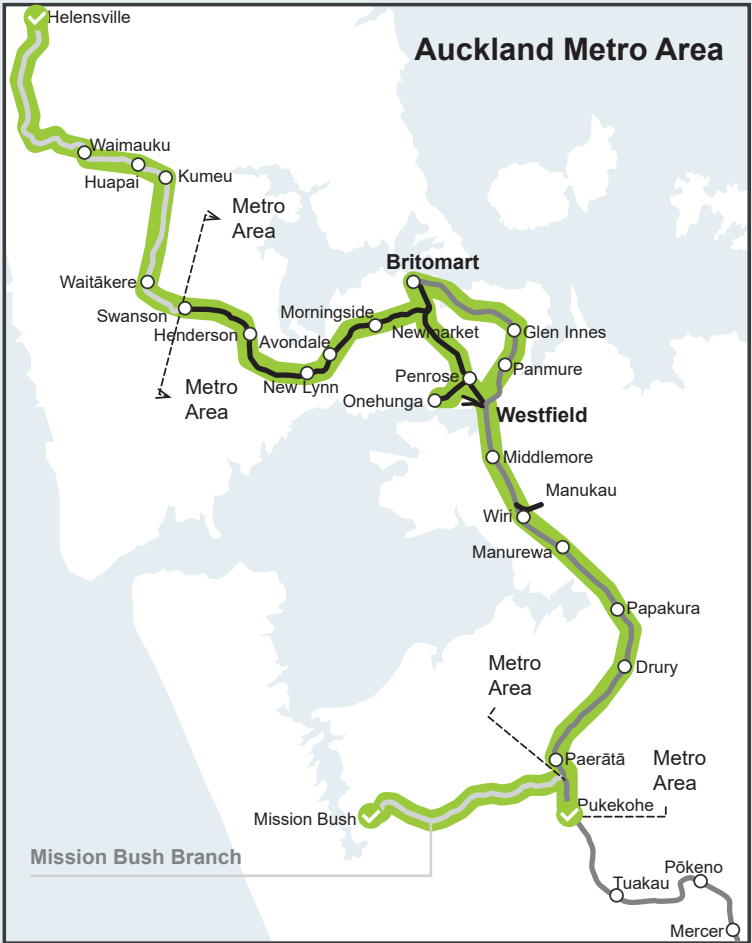 Helensville
Auckland Metro Area
Waimauku
Huapai
Kumeu
Metro
Area
Waitākere
Swanson
Britomart
Morningside
Henderson
Avondale
Newmarket
Glen Innes
New Lynn
Metro
Area
Penrose
Panmure
Onehunga
Westfield
Middlemore
Manukau
Wiri
Manurewa
Papakura
Metro
Area
Drury
Paerātā
Metro
Area
Pukekohe
Mission Bush
Mission Bush Branch
Tuakau
Pōkeno
Mercer